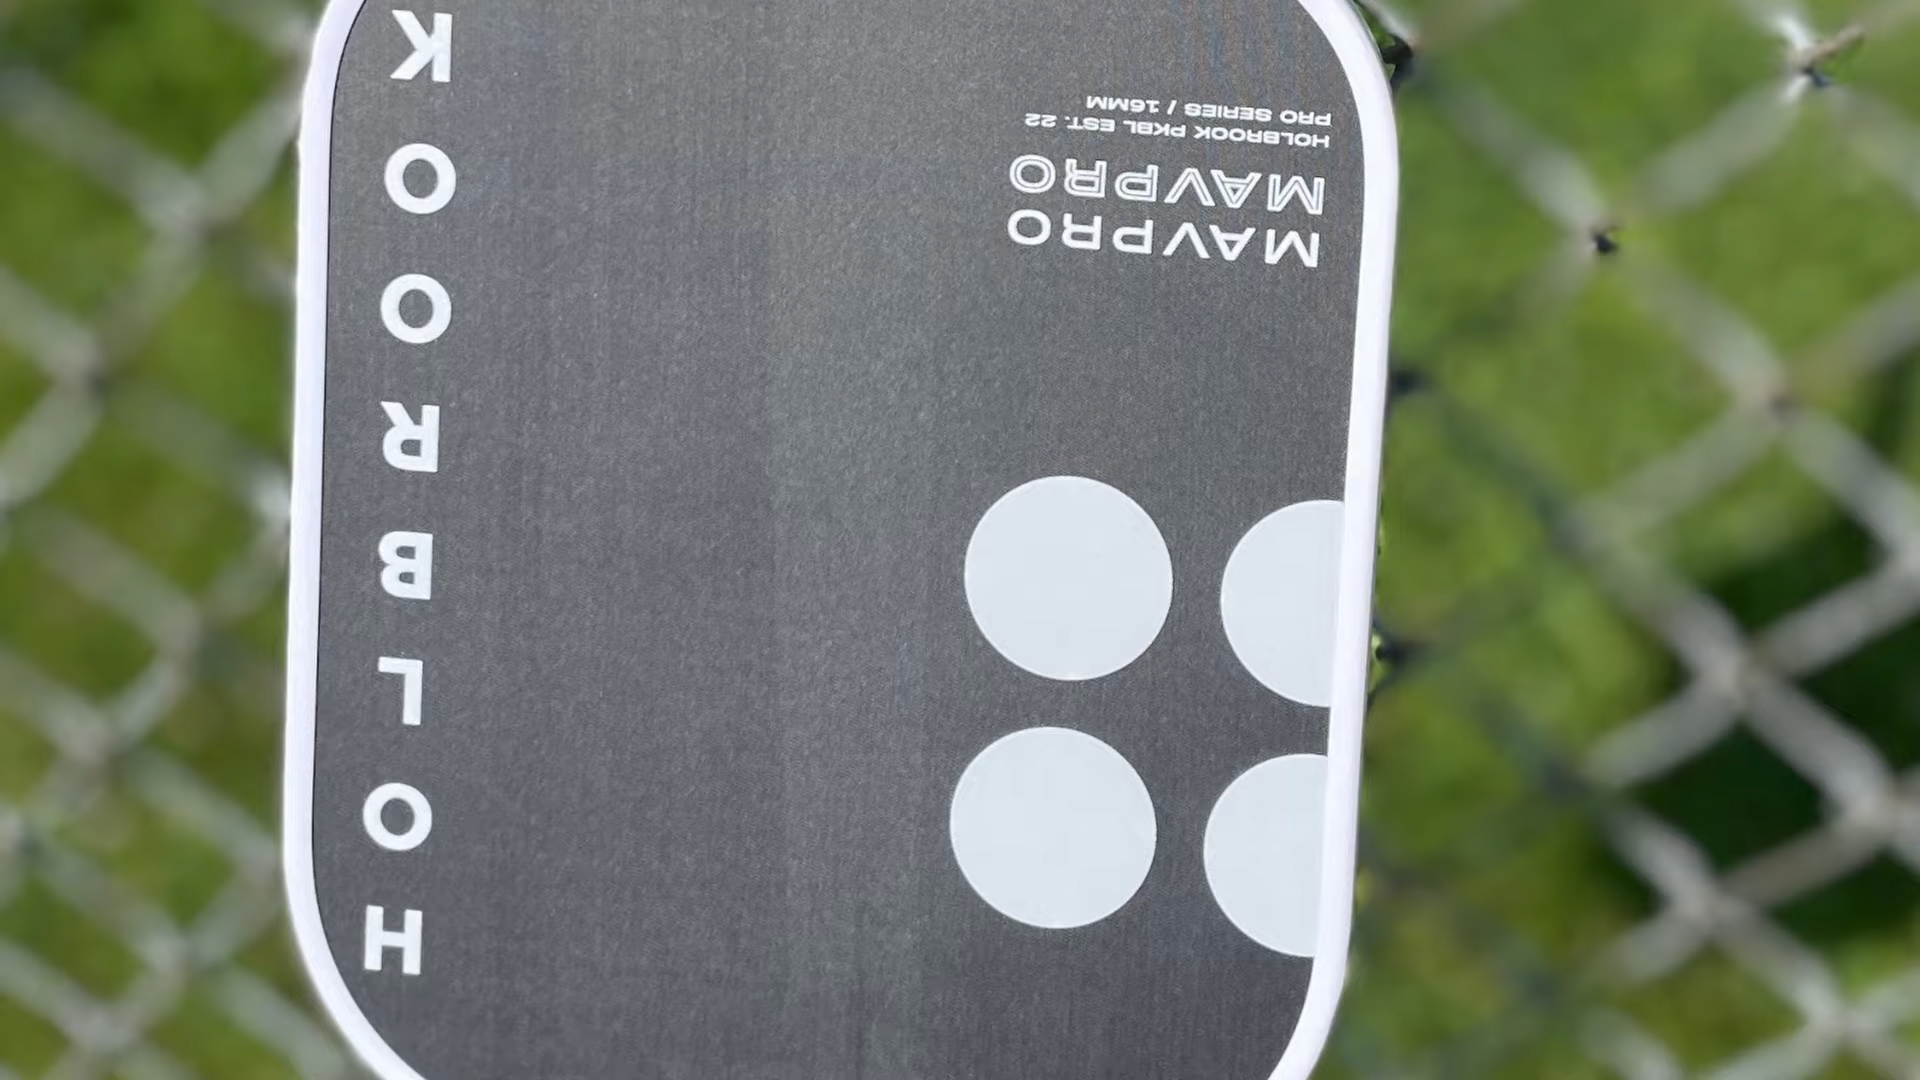 HOLBROOK
MAVPRO
MAVPRO
HOLBROOK PKBL EST. 22
PRO SERIES / 16MM